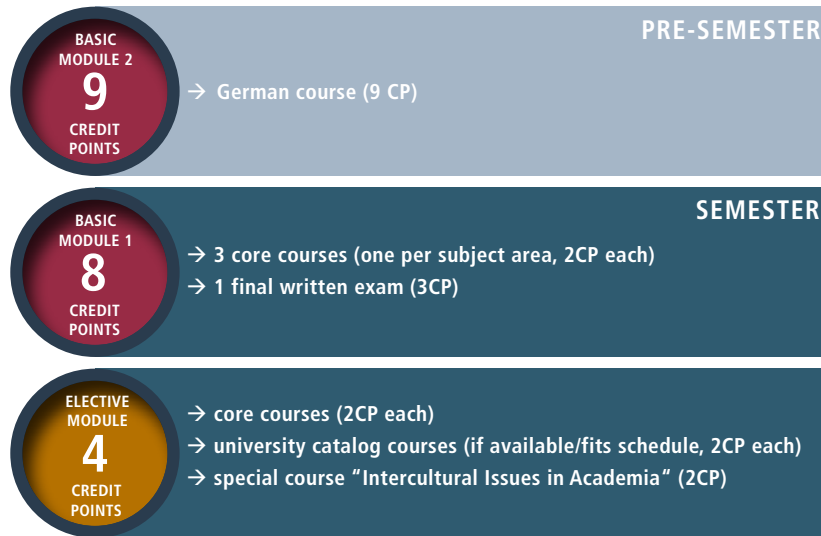 PRE-SEMESTER
BASIC
MODULE 2
9
CREDIT
POINTS
→ German course (9 CP)
SEMESTER
BASIC
MODULE 1
8
CREDIT
POINTS
→ 3 core courses (one per subject area, 2CP each)
→ 1 final written exam (3CP)
ELECTIVE
MODULE
4
CREDIT
POINTS
→ core courses (2CP each)
→ university catalog courses (if available/fits schedule, 2CP each)
→ special course “Intercultural Issues in Academia“ (2CP)